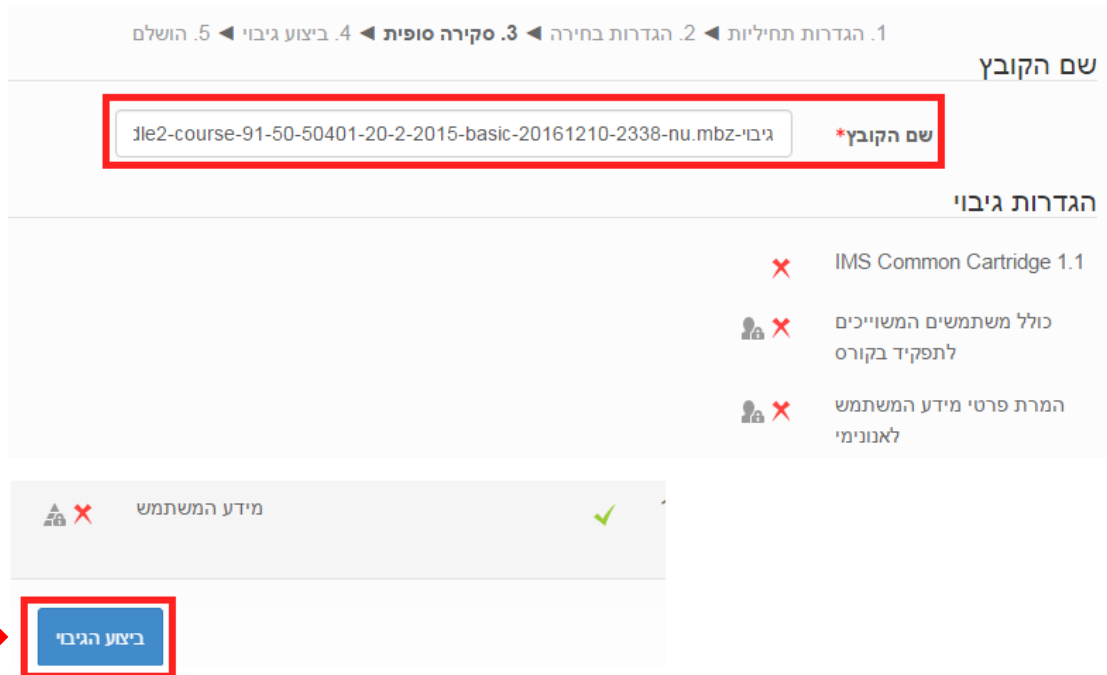 1. הגדרות תחיליות ◄ 2. הגדרות בחירה ◄ 3. סקירה סופית ◄ 4. ביצוע גיבוי ◄ 5. הושלם
שם הקובץ
שם הקובץ*
גיבוי-dle2-course-91-50-50401-20-2-2015-basic-20161210-2338-nu.mbz
הגדרות גיבוי
IMS Common Cartridge 1.1
כולל משתמשים המשוייכים
לתפקיד בקורס
המרת פרטי מידע המשתמש
לאנונימי
מידע המשתמש
ביצוע הגיבוי